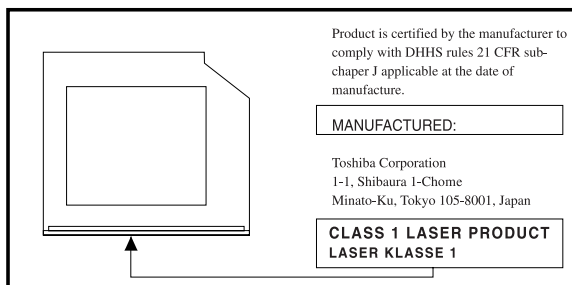 Product is certified by the manufacturer to
comply with DHHS rules 21 CFR sub-
chaper J applicable at the date of
manufacture.
MANUFACTURED:
Toshiba Corporation
1-1, Shibaura 1-Chome
Minato-Ku, Tokyo 105-8001, Japan
CLASS 1 LASER PRODUCT
LASER KLASSE 1